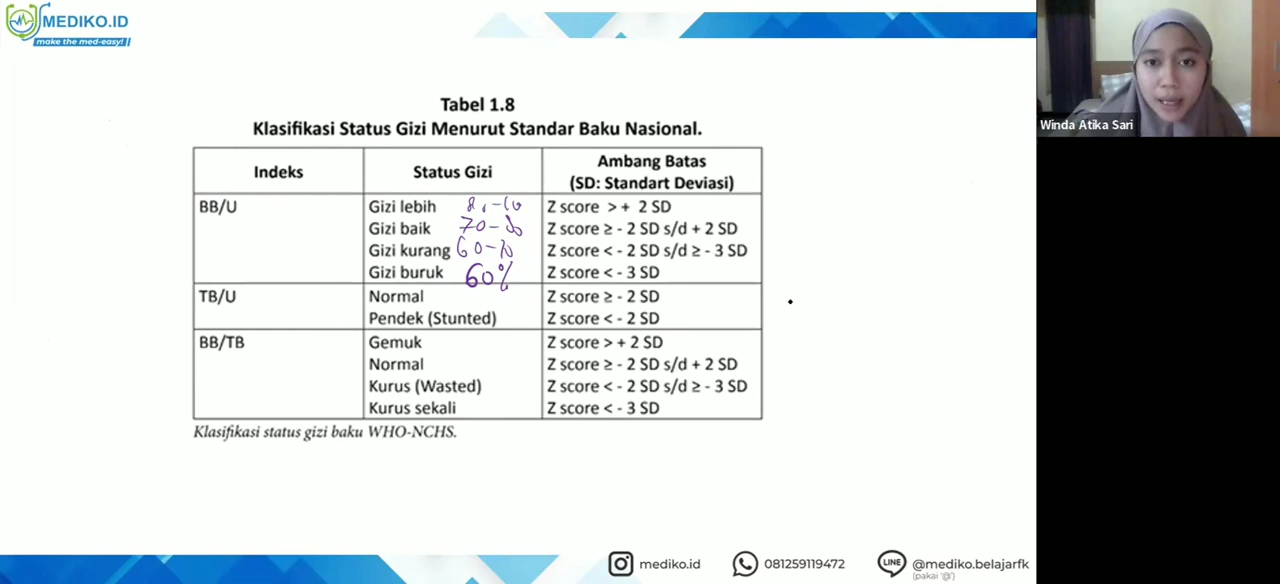 MEDIKO.ID
make the med-easy!
Winda Atika Sari
Tabel 1.8
Klasifikasi Status Gizi Menurut Standar Baku Nasional.
Indeks Status Gizi Ambang Batas (SD: Standart Deviasi)
BB/U Gizi lebih Z score > + 2 SD
Gizi baik 70-80 Z score ≥ - 2 SD s/d + 2 SD
Gizi kurang 60-70 Z score < - 2 SD s/d ≥ - 3 SD
Gizi buruk 60% Z score < - 3 SD
TB/U Normal Z score ≥ - 2 SD
Pendek (Stunted) Z score < - 2 SD
BB/TB Gemuk Z score > + 2 SD
Normal Z score ≥ - 2 SD s/d + 2 SD
Kurus (Wasted) Z score < - 2 SD s/d ≥ - 3 SD
Kurus sekali Z score < - 3 SD
Klasifikasi status gizi baku WHO-NCHS.
mediko.id 081259119472 LINE @mediko.belajarfk
(pakai '@')